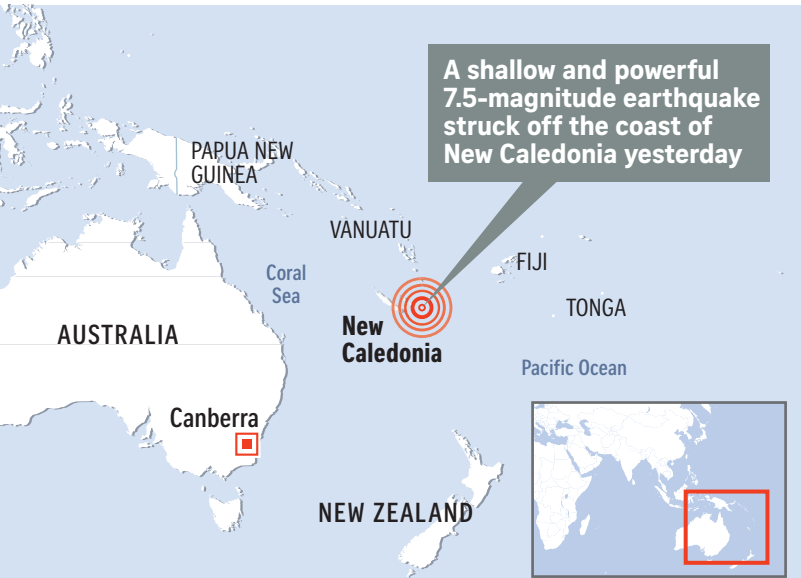 A shallow and powerful
7.5-magnitude earthquake
struck off the coast of
New Caledonia yesterday
PAPUA NEW
GUINEA
VANUATU
FIJI
Coral
Sea
TONGA
New
Caledonia
AUSTRALIA
Pacific Ocean
Canberra
NEW ZEALAND